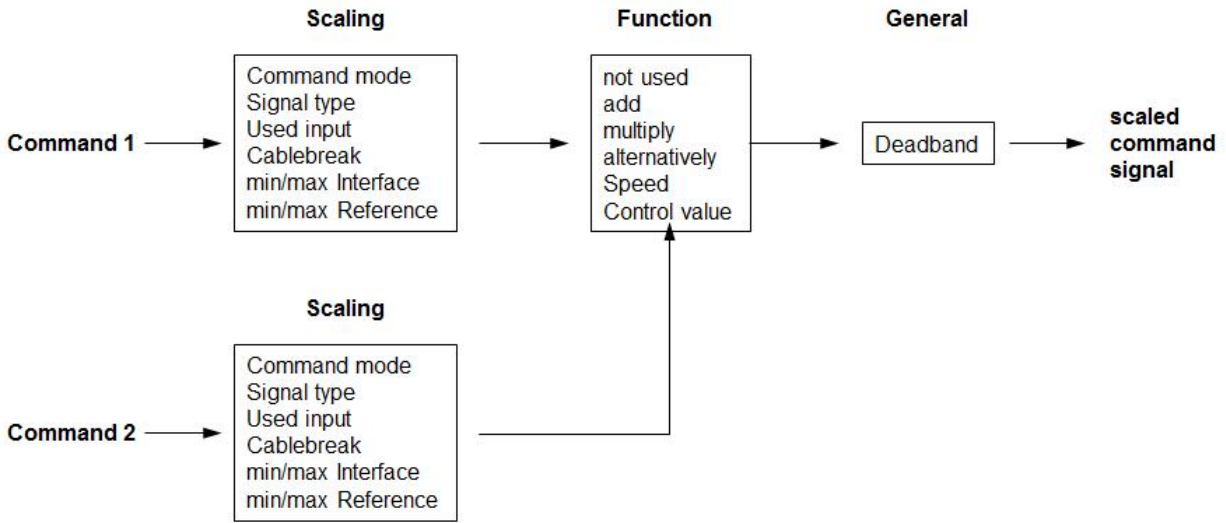 Scaling
Function
General
Command 1
Command mode
Signal type
Used input
Cablebreak
min/max Interface
min/max Reference
not used
add
multiply
alternatively
Speed
Control value
Deadband
scaled
command
signal
Scaling
Command 2
Command mode
Signal type
Used input
Cablebreak
min/max Interface
min/max Reference